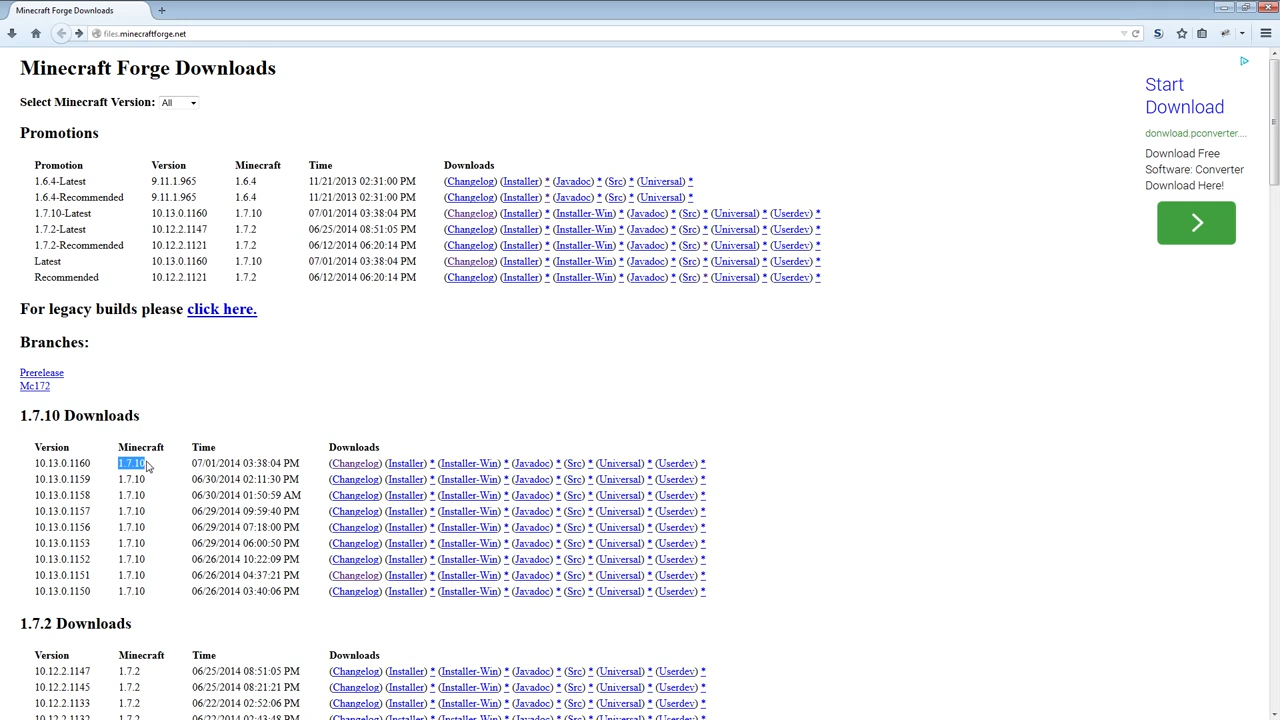 Minecraft Forge Downloads
files.minecraftforge.net
Minecraft Forge Downloads
Select Minecraft Version: All
Promotions
Promotion Version Minecraft Time Downloads
1.6.4-Latest 9.11.1.965 1.6.4 11/21/2013 02:31:00 PM (Changelog) (Installer) * (Javadoc) * (Src) * (Universal) *
1.6.4-Recommended 9.11.1.965 1.6.4 11/21/2013 02:31:00 PM (Changelog) (Installer) * (Javadoc) * (Src) * (Universal) *
1.7.10-Latest 10.13.0.1160 1.7.10 07/01/2014 03:38:04 PM (Changelog) (Installer) * (Installer-Win) * (Javadoc) * (Src) * (Universal) * (Userdev) *
1.7.2-Latest 10.12.2.1147 1.7.2 06/25/2014 08:51:05 PM (Changelog) (Installer) * (Installer-Win) * (Javadoc) * (Src) * (Universal) * (Userdev) *
1.7.2-Recommended 10.12.2.1121 1.7.2 06/12/2014 06:20:14 PM (Changelog) (Installer) * (Installer-Win) * (Javadoc) * (Src) * (Universal) * (Userdev) *
Latest 10.13.0.1160 1.7.10 07/01/2014 03:38:04 PM (Changelog) (Installer) * (Installer-Win) * (Javadoc) * (Src) * (Universal) * (Userdev) *
Recommended 10.12.2.1121 1.7.2 06/12/2014 06:20:14 PM (Changelog) (Installer) * (Installer-Win) * (Javadoc) * (Src) * (Universal) * (Userdev) *
For legacy builds please click here.
Branches:
Prerelease
Mc172
1.7.10 Downloads
Version Minecraft Time Downloads
10.13.0.1160 1.7.10 07/01/2014 03:38:04 PM (Changelog) (Installer) * (Installer-Win) * (Javadoc) * (Src) * (Universal) * (Userdev) *
10.13.0.1159 1.7.10 06/30/2014 02:11:30 PM (Changelog) (Installer) * (Installer-Win) * (Javadoc) * (Src) * (Universal) * (Userdev) *
10.13.0.1158 1.7.10 06/30/2014 01:50:59 AM (Changelog) (Installer) * (Installer-Win) * (Javadoc) * (Src) * (Universal) * (Userdev) *
10.13.0.1157 1.7.10 06/29/2014 09:59:40 PM (Changelog) (Installer) * (Installer-Win) * (Javadoc) * (Src) * (Universal) * (Userdev) *
10.13.0.1156 1.7.10 06/29/2014 07:18:00 PM (Changelog) (Installer) * (Installer-Win) * (Javadoc) * (Src) * (Universal) * (Userdev) *
10.13.0.1153 1.7.10 06/29/2014 06:00:50 PM (Changelog) (Installer) * (Installer-Win) * (Javadoc) * (Src) * (Universal) * (Userdev) *
10.13.0.1152 1.7.10 06/26/2014 10:22:09 PM (Changelog) (Installer) * (Installer-Win) * (Javadoc) * (Src) * (Universal) * (Userdev) *
10.13.0.1151 1.7.10 06/26/2014 04:37:21 PM (Changelog) (Installer) * (Installer-Win) * (Javadoc) * (Src) * (Universal) * (Userdev) *
10.13.0.1150 1.7.10 06/26/2014 03:40:06 PM (Changelog) (Installer) * (Installer-Win) * (Javadoc) * (Src) * (Universal) * (Userdev) *
1.7.2 Downloads
Version Minecraft Time Downloads
10.12.2.1147 1.7.2 06/25/2014 08:51:05 PM (Changelog) (Installer) * (Installer-Win) * (Javadoc) * (Src) * (Universal) * (Userdev) *
10.12.2.1145 1.7.2 06/25/2014 08:21:21 PM (Changelog) (Installer) * (Installer-Win) * (Javadoc) * (Src) * (Universal) * (Userdev) *
10.12.2.1133 1.7.2 06/22/2014 02:52:06 PM (Changelog) (Installer) * (Installer-Win) * (Javadoc) * (Src) * (Universal) * (Userdev) *
10.12.2.1132 1.7.2 06/22/2014 02:43:48 PM (Changelog) (Installer) * (Installer-Win) * (Javadoc) * (Src) * (Universal) * (Userdev) *
Start
Download
donwload.pconverter....
Download Free
Software: Converter
Download Here!